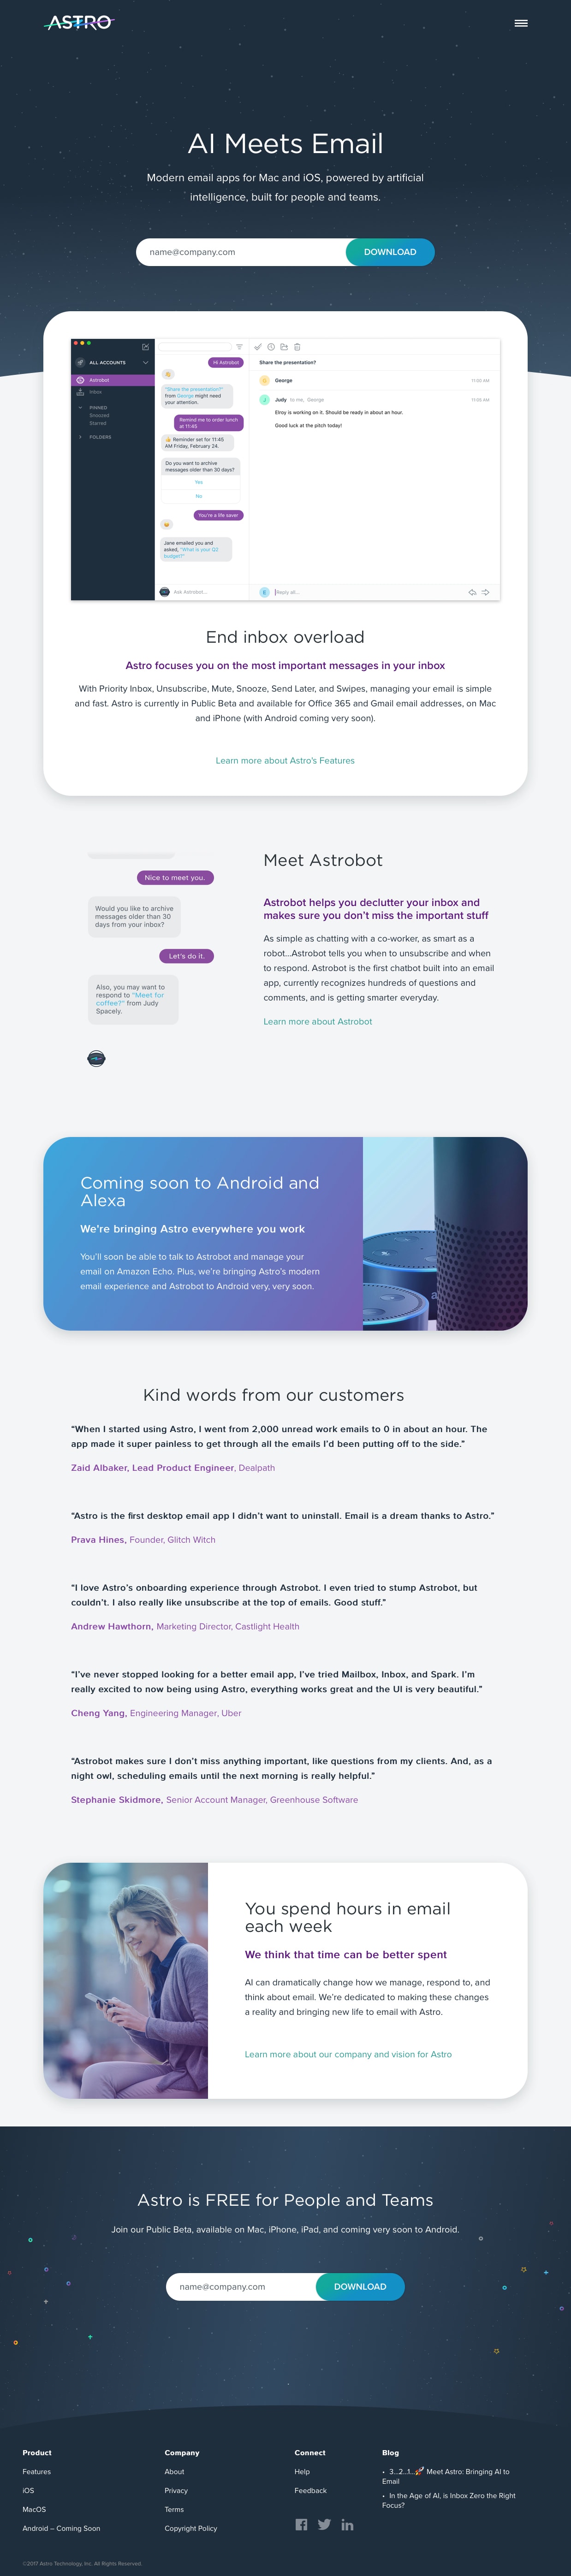 ASTRO
AI Meets Email
Modern email apps for Mac and iOS, powered by artificial
intelligence, built for people and teams.
name@company.com
DOWNLOAD
ALL ACCOUNTS
Astrobot
Inbox
PINNED
Snoozed
Starred
FOLDERS
Hi Astrobot
"Share the presentation?"
from George might need
your attention.
Remind me to order lunch
at 11:45
👍 Reminder set for 11:45
AM Friday, February 24.
Do you want to archive
messages older than 30 days?
Yes
No
You're a life saver
Jane emailed you and
asked, "What is your Q2
budget?"
Ask Astrobot...
Share the presentation?
George
11:00 AM
Judy to me, George
11:09 AM
Elroy is working on it. Should be ready in about an hour.
Good luck at the pitch today!
Reply all...
End inbox overload
Astro focuses you on the most important messages in your inbox
With Priority Inbox, Unsubscribe, Mute, Snooze, Send Later, and Swipes, managing your email is simple
and fast. Astro is currently in Public Beta and available for Office 365 and Gmail email addresses, on Mac
and iPhone (with Android coming very soon).
Learn more about Astro's Features
Nice to meet you.
Would you like to archive
messages older than 30
days from your inbox?
Let's do it.
Also, you may want to
respond to "Meet for
coffee?" from Judy
Spacely.
Meet Astrobot
Astrobot helps you declutter your inbox and
makes sure you don't miss the important stuff
As simple as chatting with a co-worker, as smart as a
robot...Astrobot tells you when to unsubscribe and when
to respond. Astrobot is the first chatbot built into an email
app, currently recognizes hundreds of questions and
comments, and is getting smarter everyday.
Learn more about Astrobot
Coming soon to Android and
Alexa
We're bringing Astro everywhere you work
You'll soon be able to talk to Astrobot and manage your
email on Amazon Echo. Plus, we're bringing Astro's modern
email experience and Astrobot to Android very, very soon.
Kind words from our customers
"When I started using Astro, I went from 2,000 unread work emails to 0 in about an hour. The
app made it super painless to get through all the emails I'd been putting off to the side."
Zaid Albaker, Lead Product Engineer, Dealpath
"Astro is the first desktop email app I didn't want to uninstall. Email is a dream thanks to Astro."
Prava Hines, Founder, Glitch Witch
"I love Astro's onboarding experience through Astrobot. I even tried to stump Astrobot, but
couldn't. I also really like unsubscribe at the top of emails. Good stuff."
Andrew Hawthorn, Marketing Director, Castlight Health
"I've never stopped looking for a better email app, I've tried Mailbox, Inbox, and Spark. I'm
really excited to now being using Astro, everything works great and the UI is very beautiful."
Cheng Yang, Engineering Manager, Uber
"Astrobot makes sure I don't miss anything important, like questions from my clients. And, as a
night owl, scheduling emails until the next morning is really helpful."
Stephanie Skidmore, Senior Account Manager, Greenhouse Software
You spend hours in email
each week
We think that time can be better spent
AI can dramatically change how we manage, respond to, and
think about email. We're dedicated to making these changes
a reality and bringing new life to email with Astro.
Learn more about our company and vision for Astro
Astro is FREE for People and Teams
Join our Public Beta, available on Mac, iPhone, iPad, and coming very soon to Android.
name@company.com
DOWNLOAD
Product
Features
iOS
MacOS
Android – Coming Soon
Company
About
Privacy
Terms
Copyright Policy
Connect
Help
Feedback
Blog
• 3...2...1...🚀 Meet Astro: Bringing AI to
Email
• In the Age of AI, is Inbox Zero the Right
Focus?
©2017 Astro Technology, Inc. All Rights Reserved.